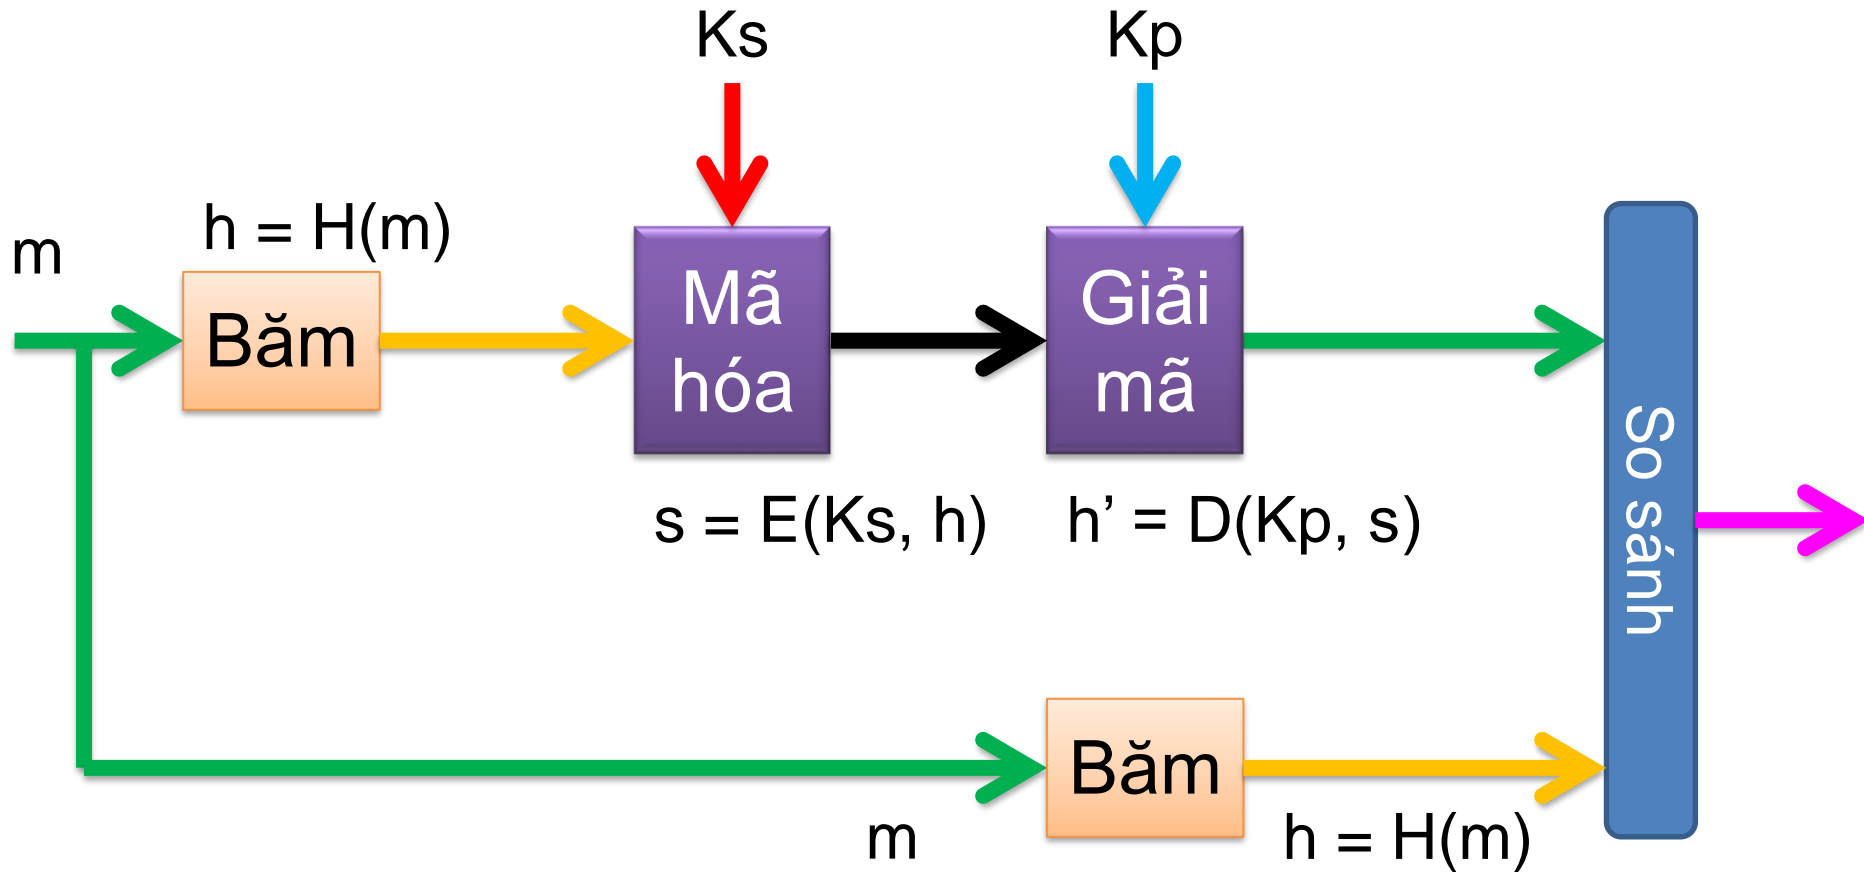 Ks
Kp
h = H(m)
m
Băm
Mã
hóa
Giải
mã
So sánh
s = E(Ks, h)
h’ = D(Kp, s)
Băm
m
h = H(m)